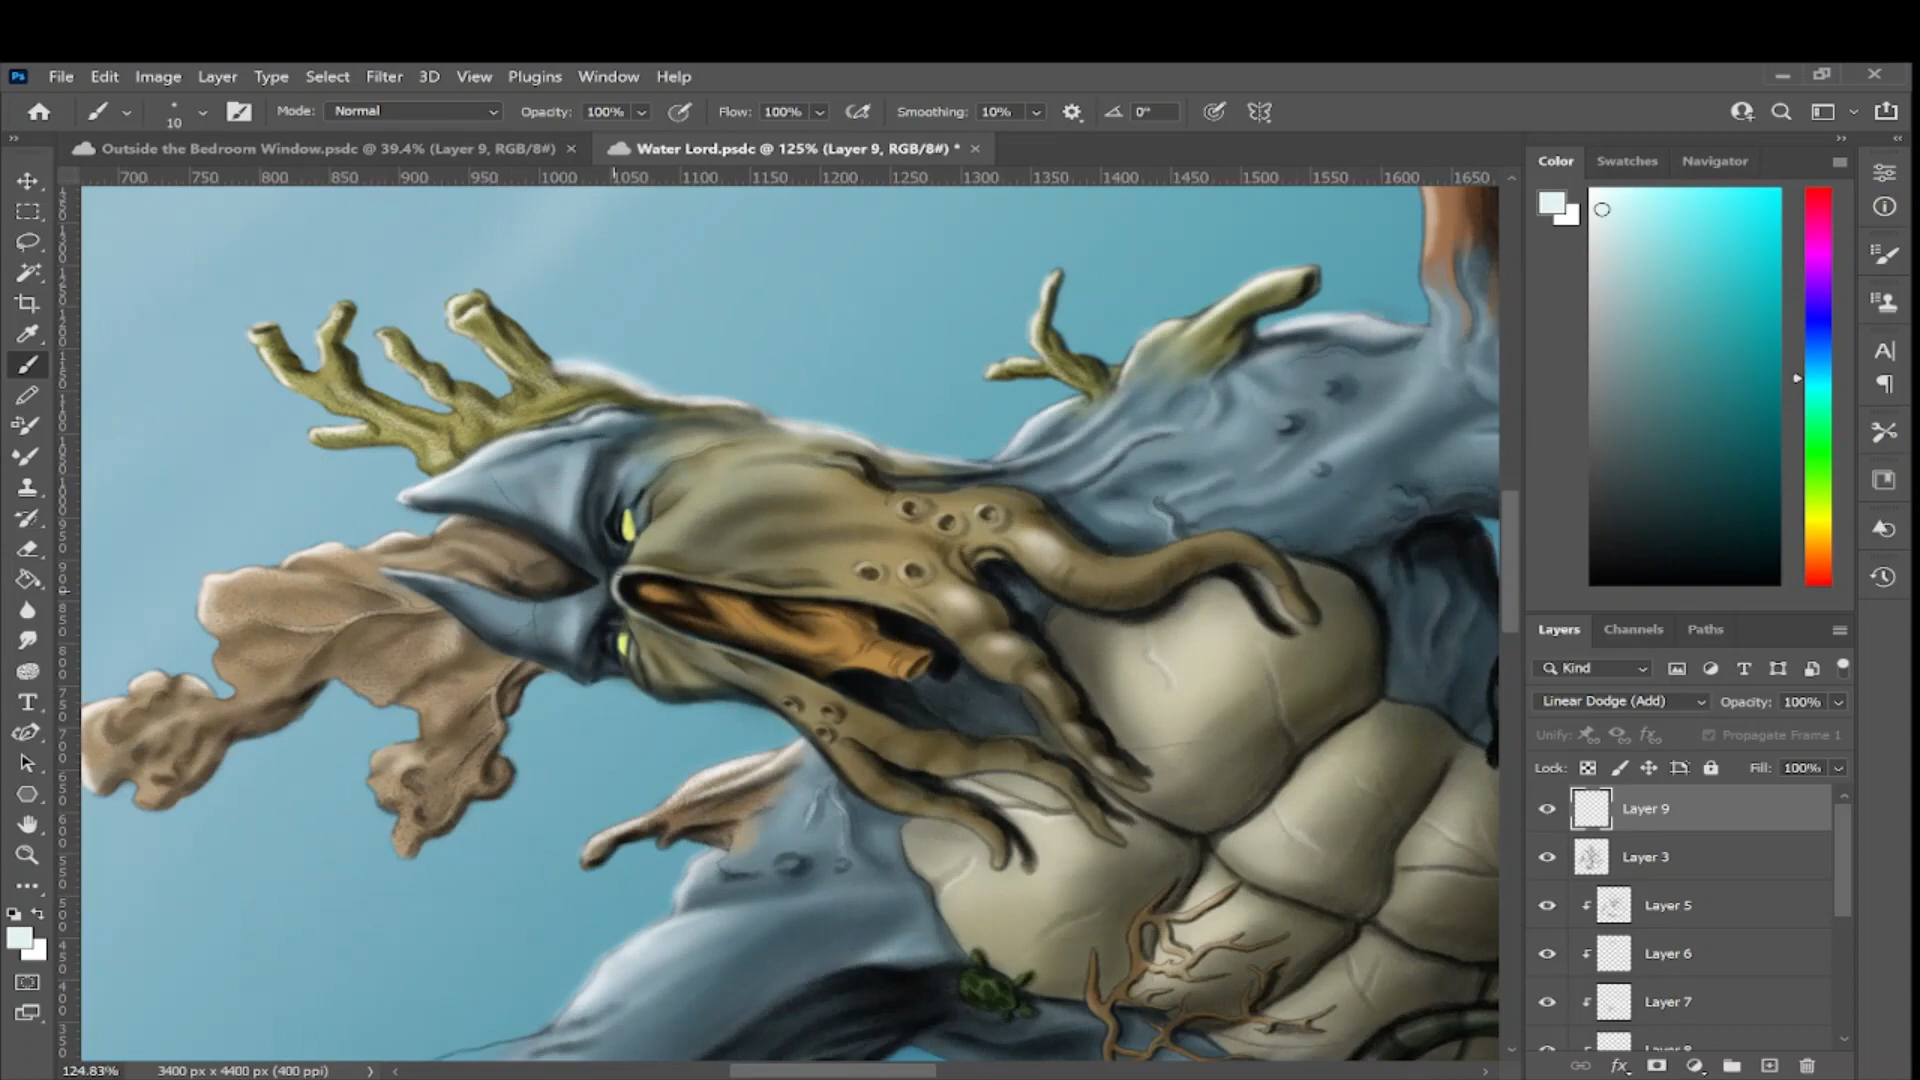 Ps File Edit Image Layer Type Select Filter 3D View Plugins Window Help
10 Mode: Normal Opacity: 100% Flow: 100% Smoothing: 10% 0°
Outside the Bedroom Window.psdc @ 39.4% (Layer 9, RGB/8#) × Water Lord.psdc @ 125% (Layer 9, RGB/8#) * ×
700 750 800 850 900 950 1000 1050 1100 1150 1200 1250 1300 1350 1400 1450 1500 1550 1600 1650
Color Swatches Navigator
Layers Channels Paths
Kind
Linear Dodge (Add) Opacity: 100%
Unify: Propagate Frame 1
Lock: Fill: 100%
Layer 9
Layer 3
Layer 5
Layer 6
Layer 7
124.83% 3400 px x 4400 px (400 ppi)